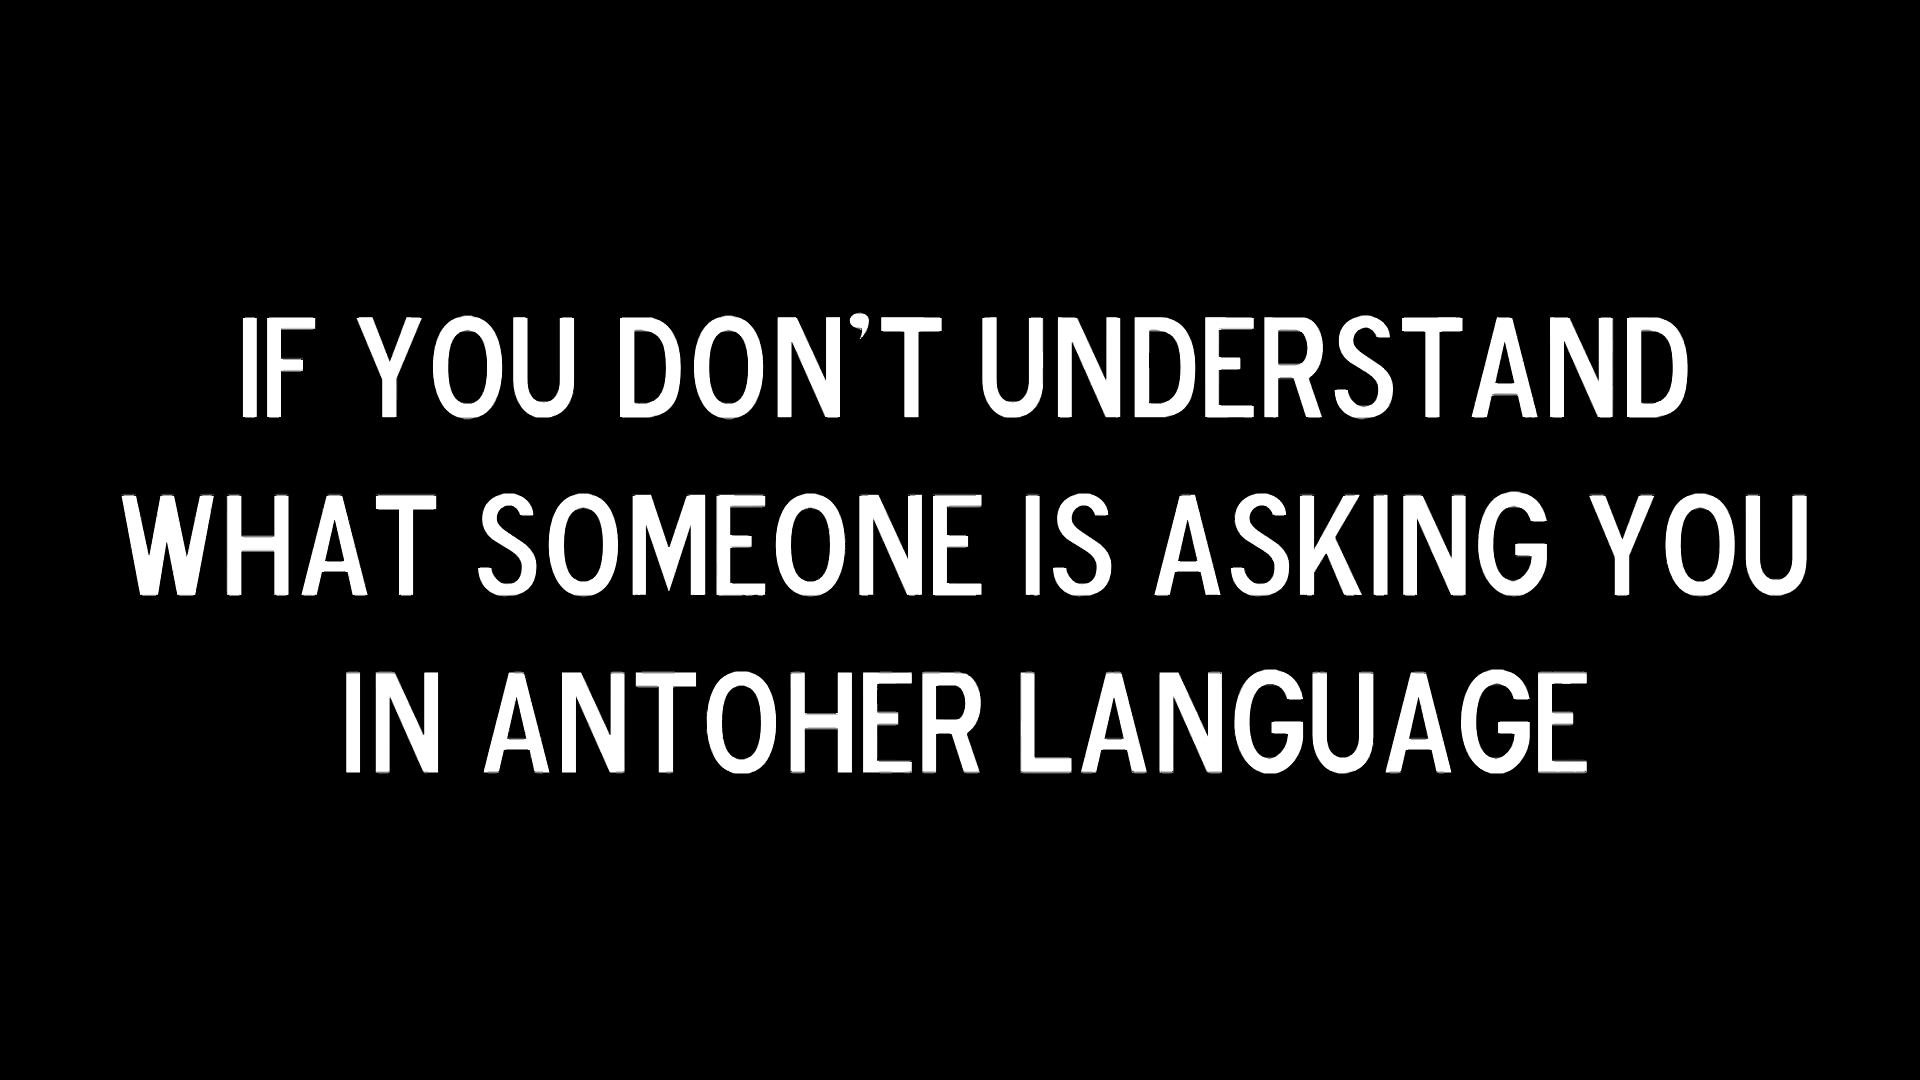 IF YOU DON'T UNDERSTAND
WHAT SOMEONE IS ASKING YOU
IN ANTOHER LANGUAGE